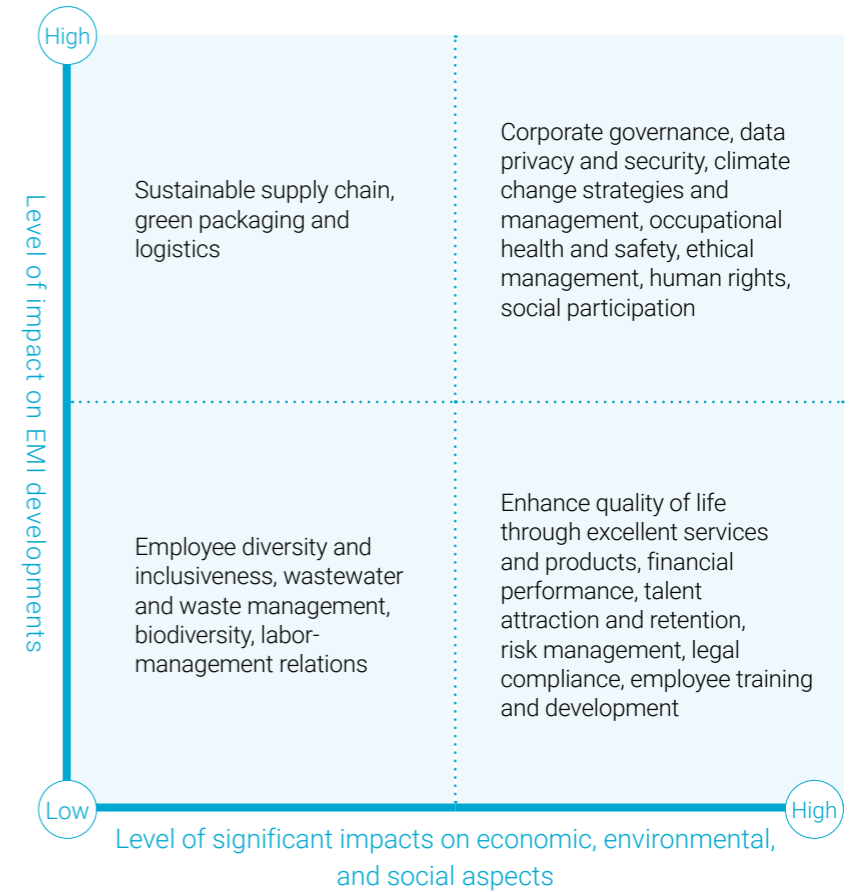 High
Level of impact on EMI developments
Sustainable supply chain,
green packaging and
logistics
Corporate governance, data
privacy and security, climate
change strategies and
management, occupational
health and safety, ethical
management, human rights,
social participation
Employee diversity and
inclusiveness, wastewater
and waste management,
biodiversity, labor-
management relations
Enhance quality of life
through excellent services
and products, financial
performance, talent
attraction and retention,
risk management, legal
compliance, employee training
and development
Low
High
Level of significant impacts on economic, environmental,
and social aspects